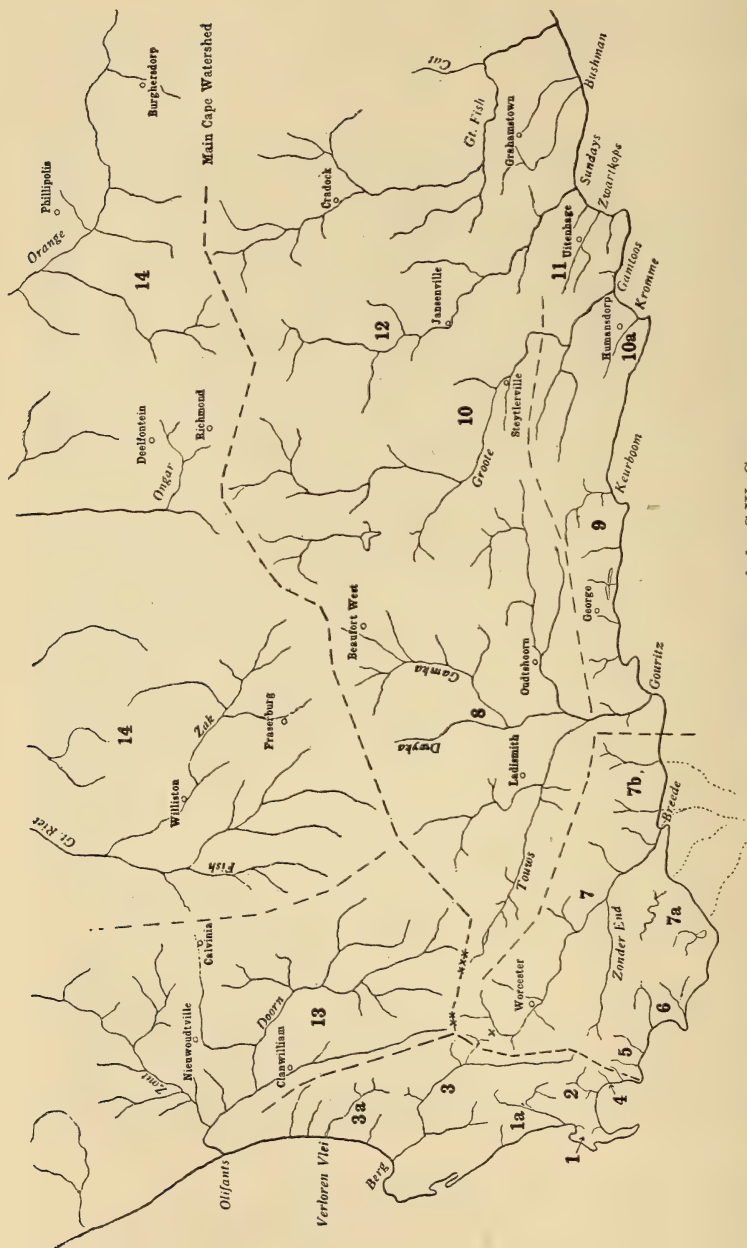 Phillipolis
Burghersdorp
Orange
14
Main Cape Watershed
Deelfontein
Richmond
Ongar
Gt. Riet
14
Zak
Williston
Fraserburg
Fish
Calvinia
Nieuwoudtville
Zout
Olifants
Doorn
Clanwilliam
13
Verloren Vlei
3a
Berg
3
1a
1
2
4
5
6
Worcester
Zonder End
7
7a
7b
Breede
Touws
Ladismith
Dwyka
8
Gamka
Beaufort West
Oudtshoorn
Gouritz
George
9
Keurboom
Groote
10
Steytlerville
12
Jansenville
Cradock
Gt. Fish
Cat
Grahamstown
Bushman
Sundays
Zwartkops
Uitenhage
11
Gamtoos
Kromme
Humansdorp
10a